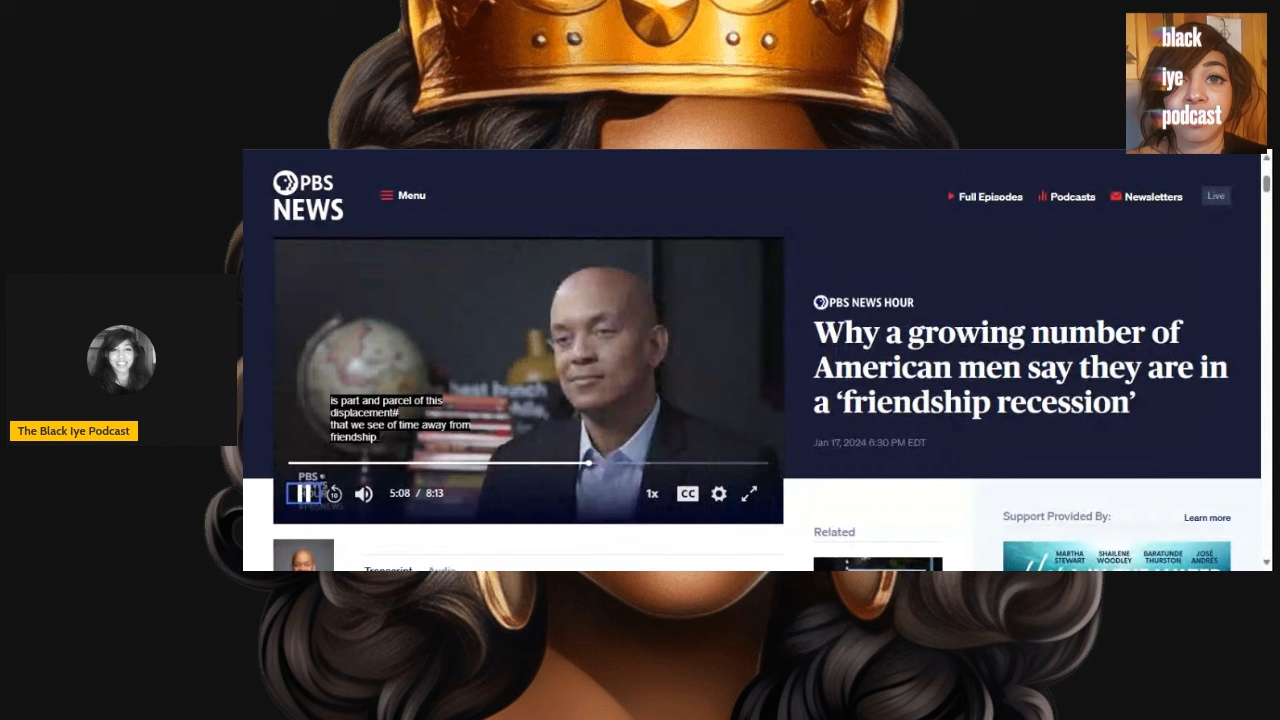 black
iye
podcast
PBS
NEWS
Menu
Full Episodes
Podcasts
Newsletters
Live
is part and parcel of this
displacement#
that we see of time away from
friendship.
5:08 / 8:13
1x
CC
10
PBS NEWS HOUR
Why a growing number of
American men say they are in
a ‘friendship recession’
Jan 17, 2024 6:30 PM EDT
The Black Iye Podcast
Related
Support Provided By:
Learn more
MARTHA STEWART
SHAILENE WOODLEY
BARATUNDE THURSTON
JOSÉ ANDRÉS
Transcript
Audio